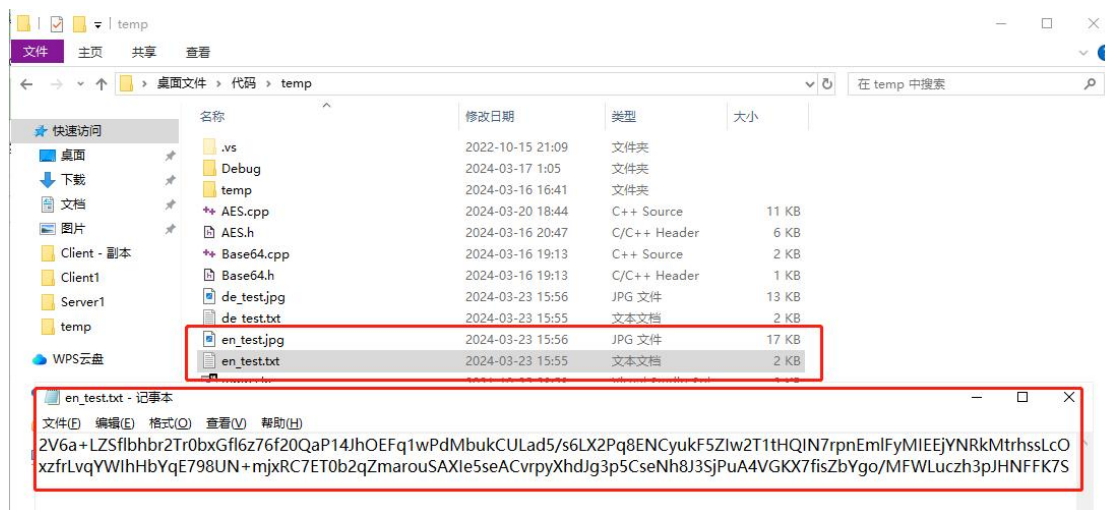 temp
文件 主页 共享 查看
桌面文件 › 代码 › temp
在 temp 中搜索
名称 修改日期 类型 大小
快速访问
桌面
下载
文档
图片
Client - 副本
Client1
Server1
temp
WPS云盘
.vs 2022-10-15 21:09 文件夹
Debug 2024-03-17 1:05 文件夹
temp 2024-03-16 16:41 文件夹
AES.cpp 2024-03-20 18:44 C++ Source 11 KB
AES.h 2024-03-16 20:47 C/C++ Header 6 KB
Base64.cpp 2024-03-16 19:13 C++ Source 2 KB
Base64.h 2024-03-16 19:13 C/C++ Header 1 KB
de_test.jpg 2024-03-23 15:56 JPG 文件 13 KB
de_test.txt 2024-03-23 15:55 文本文档 2 KB
en_test.jpg 2024-03-23 15:56 JPG 文件 17 KB
en_test.txt 2024-03-23 15:55 文本文档 2 KB
en_test.txt - 记事本
文件(F) 编辑(E) 格式(O) 查看(V) 帮助(H)
2V6a+LZSflbhbr2Tr0bxGfl6z76f20QaP14JhOEFq1wPdMbukCULad5/s6LX2Pq8ENCyukF5ZIw2T1tHQIN7rpnEmlFyMIEEjYNRkMtrhssLcO
xzfrLvqYWIhHbYqE798UN+mjxRC7ET0b2qZmarouSAXIe5seACvrpyXhdJg3p5CseNh8J3SjPuA4VGKX7fisZbYgo/MFWLuczh3pJHNFFK7S